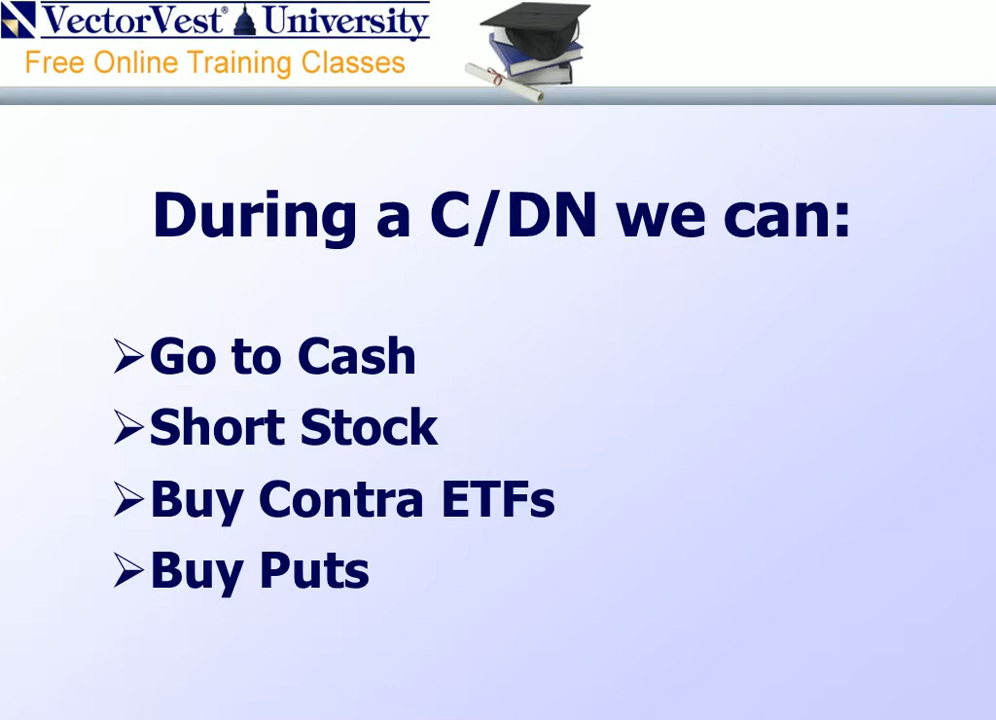 VectorVest® University
Free Online Training Classes
During a C/DN we can:
➢Go to Cash
➢Short Stock
➢Buy Contra ETFs
➢Buy Puts